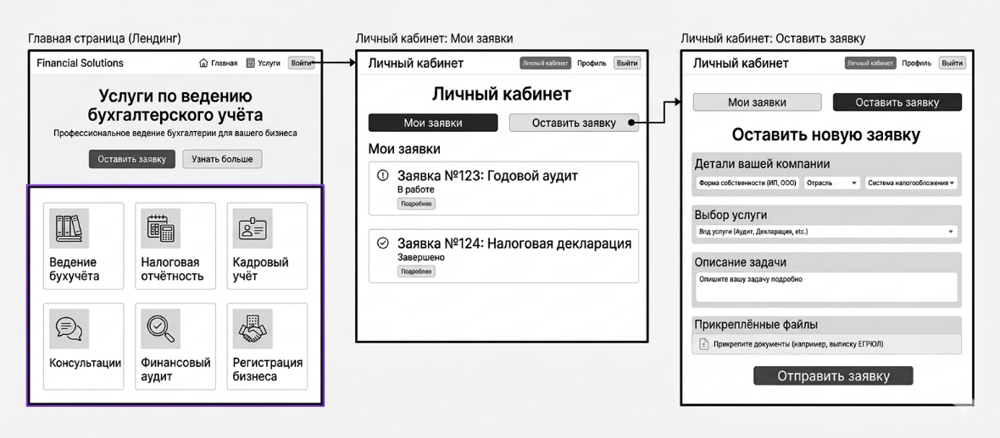 Главная страница (Лендинг)
Financial Solutions
Главная
Услуги
Войти
Услуги по ведению
бухгалтерского учёта
Профессиональное ведение бухгалтерии для вашего бизнеса
Оставить заявку
Узнать больше
Ведение
бухучёта
Налоговая
отчётность
Кадровый
учёт
Консультации
Финансовый
аудит
Регистрация
бизнеса
Личный кабинет: Мои заявки
Личный кабинет
Профиль
Выйти
Личный кабинет
Мои заявки
Оставить заявку
Мои заявки
Заявка №123: Годовой аудит
В работе
Подробнее
Заявка №124: Налоговая декларация
Завершено
Подробнее
Личный кабинет: Оставить заявку
Личный кабинет
Профиль
Выйти
Мои заявки
Оставить заявку
Оставить новую заявку
Детали вашей компании
Форма собственности (ИП, ООО)
Отрасль
Система налогообложения
Выбор услуги
услуги (Аудит, Декларация, etc.)
Описание задачи
Опишите вашу задачу подробно
Прикреплённые файлы
Прикрепите документы (например, выписку ЕГРЮЛ)
Отправить заявку